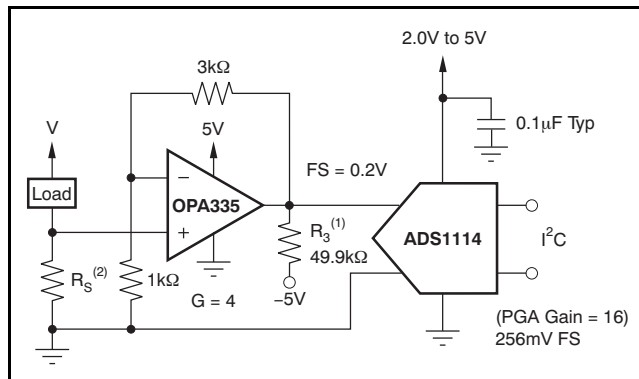 2.0V to 5V
3kΩ
0.1μF Typ
V
5V
FS = 0.2V
Load
−
OPA335
+
R3(1)
49.9kΩ
ADS1114
I2C
RS(2)
1kΩ
G = 4
−5V
(PGA Gain = 16)
256mV FS